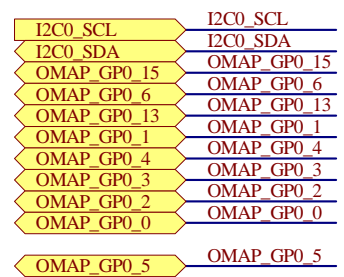 I2C0_SCL I2C0_SCL
I2C0_SDA I2C0_SDA
OMAP_GP0_15 OMAP_GP0_15
OMAP_GP0_6 OMAP_GP0_6
OMAP_GP0_13 OMAP_GP0_13
OMAP_GP0_1 OMAP_GP0_1
OMAP_GP0_4 OMAP_GP0_4
OMAP_GP0_3 OMAP_GP0_3
OMAP_GP0_2 OMAP_GP0_2
OMAP_GP0_0 OMAP_GP0_0
OMAP_GP0_5 OMAP_GP0_5